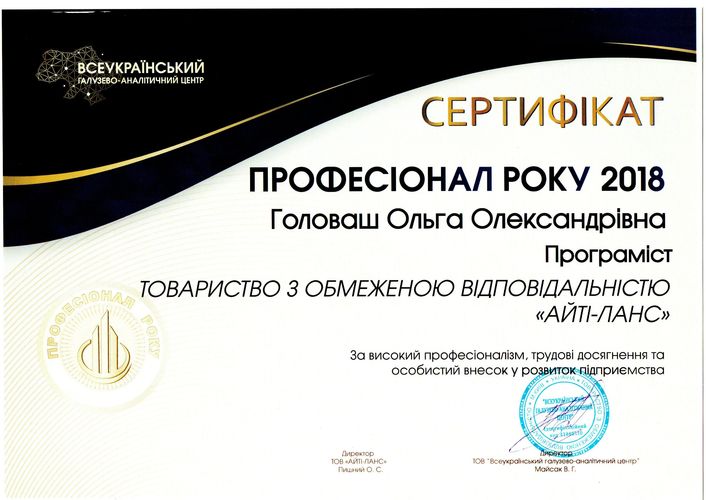 ВСЕУКРАЇНСЬКИЙ
ГАЛУЗЕВО-АНАЛІТИЧНИЙ ЦЕНТР
СЕРТИФІКАТ
ПРОФЕСІОНАЛ РОКУ 2018
Головаш Ольга Олександрівна
Програміст
ТОВАРИСТВО З ОБМЕЖЕНОЮ ВІДПОВІДАЛЬНІСТЮ
«АЙТІ-ЛАНС»
ПРОФЕСІОНАЛ РОКУ
За високий професіоналізм, трудові досягнення та
особистий внесок у розвиток підприємства
Директор
ТОВ «АЙТІ-ЛАНС»
Пишний О. С.
Директор
ТОВ "Всеукраїнський галузево-аналітичний центр"
Майсак В. Г.